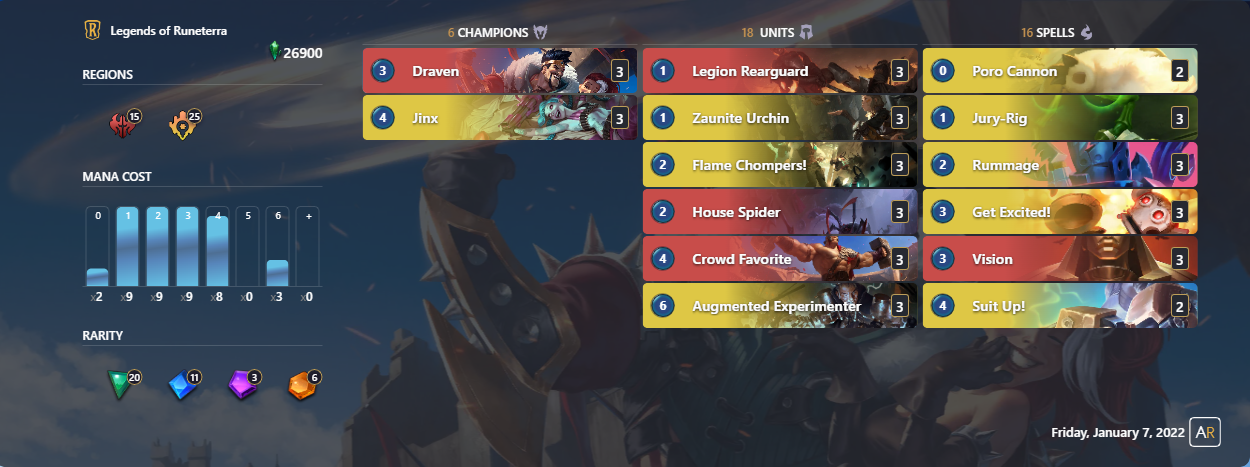 Legends of Runeterra
26900
REGIONS
15
25
MANA COST
0 1 2 3 4 5 6 +
x2 x9 x9 x9 x8 x0 x3 x0
RARITY
20 11 3 6
6 CHAMPIONS
3 Draven 3
4 Jinx 3
18 UNITS
1 Legion Rearguard 3
1 Zaunite Urchin 3
2 Flame Chompers! 3
2 House Spider 3
4 Crowd Favorite 3
6 Augmented Experimenter 3
16 SPELLS
0 Poro Cannon 2
1 Jury-Rig 3
2 Rummage 3
3 Get Excited! 3
3 Vision 3
4 Suit Up! 2
Friday, January 7, 2022 AR